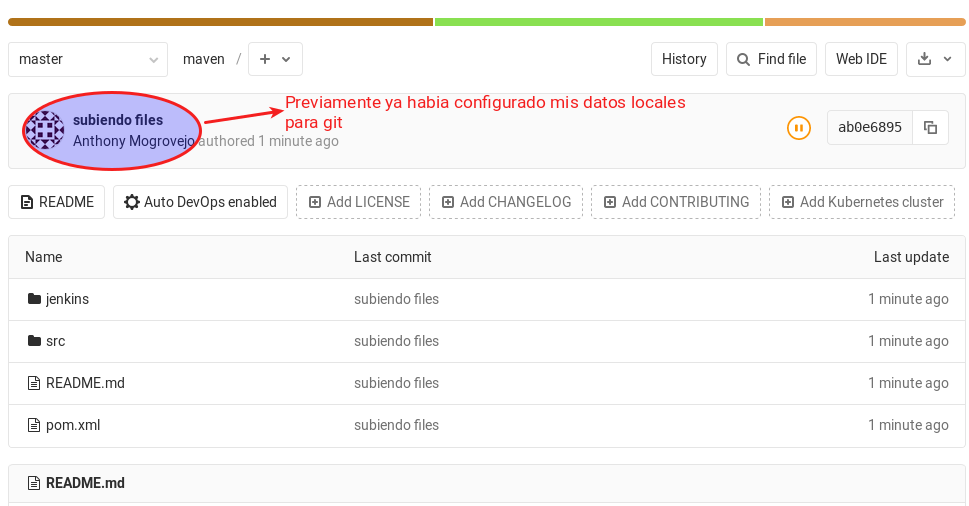 master
maven / +
History
Find file
Web IDE
Previamente ya habia configurado mis datos locales
para git
subiendo files
Anthony Mogrovejo authored 1 minute ago
ab0e6895
README
Auto DevOps enabled
Add LICENSE
Add CHANGELOG
Add CONTRIBUTING
Add Kubernetes cluster
Name Last commit Last update
jenkins subiendo files 1 minute ago
src subiendo files 1 minute ago
README.md subiendo files 1 minute ago
pom.xml subiendo files 1 minute ago
README.md